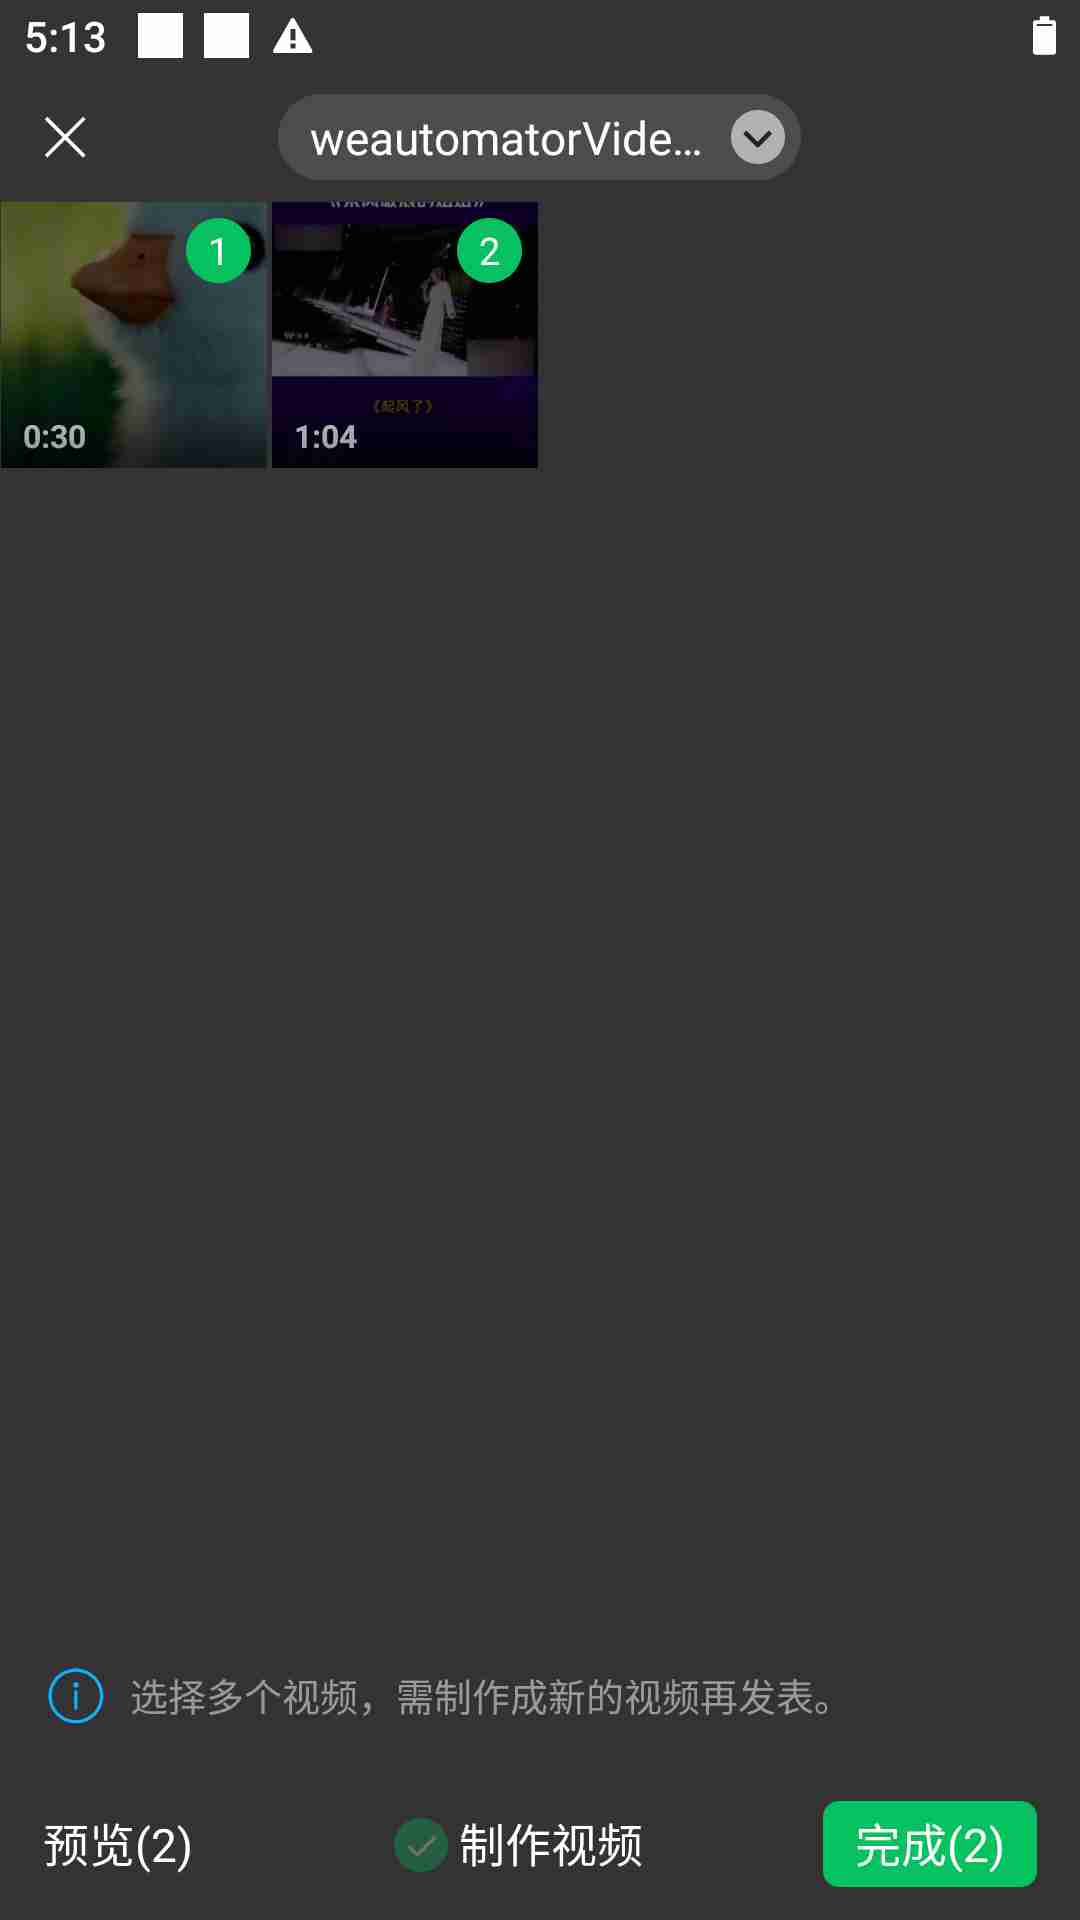 5:13
weautomatorVide...
1
2
《起风了》
0:30
1:04
选择多个视频，需制作成新的视频再发表。
预览(2)
制作视频
完成(2)